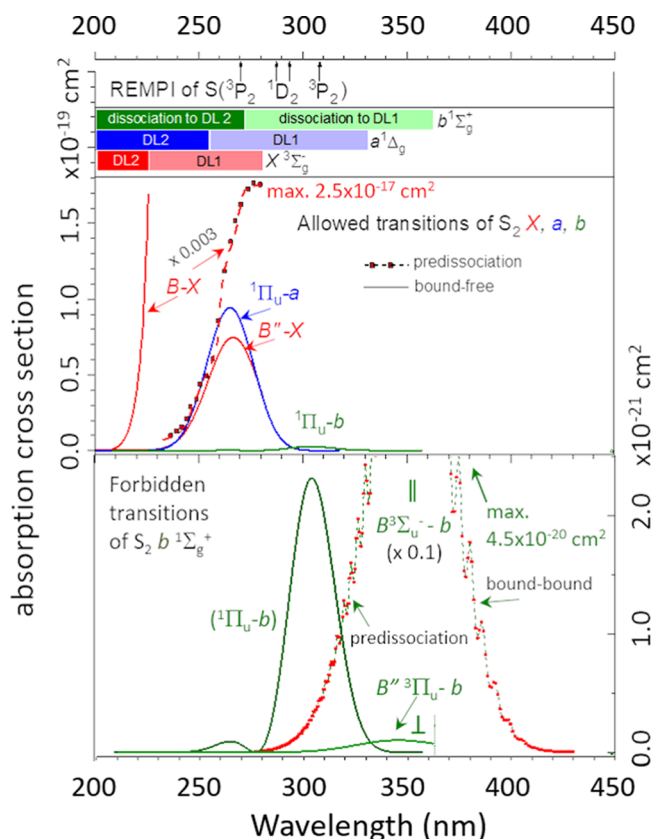 200 250 300 350 400 450
REMPI of S(³P₂ ¹D₂ ³P₂)
dissociation to DL 2 dissociation to DL1 b¹Σg⁺
DL2 DL1 a¹Δg
DL2 DL1 X ³Σg⁻
x10⁻¹⁹ cm²
max. 2.5x10⁻¹⁷ cm²
Allowed transitions of S₂ X, a, b
x 0.003
predissociation
bound-free
B-X
¹Πu-a
B″-X
¹Πu-b
1.5
1.0
0.5
0.0
absorption cross section
x10⁻²¹ cm²
Forbidden
transitions
of S₂ b ¹Σg⁺
||
B³Σu⁻- b
(x 0.1)
max.
4.5x10⁻²⁰ cm²
bound-bound
(¹Πu-b)
predissociation
B″ ³Πu- b
⊥
2.0
1.0
0.0
200 250 300 350 400 450
Wavelength (nm)